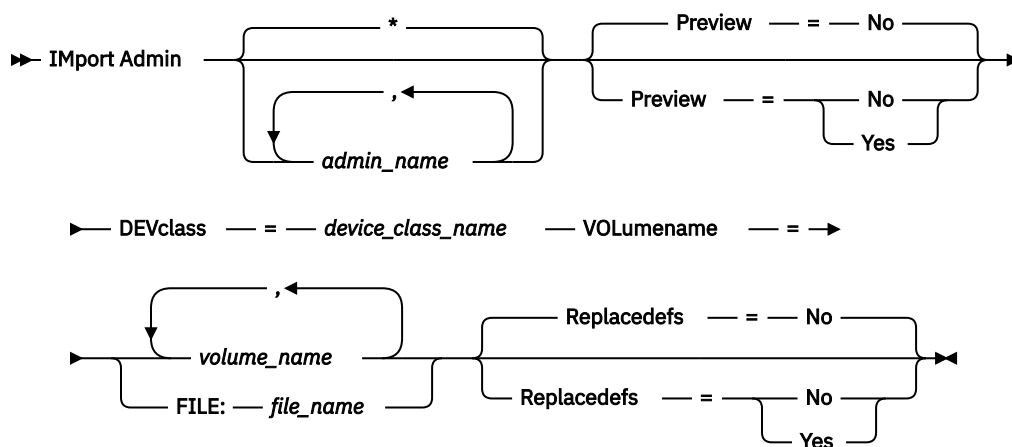 *
Preview = No
IMport Admin
,
Preview = No
admin_name
Yes
DEVclass = device_class_name VOLumename =
,
Replacedefs = No
volume_name
Replacedefs = No
FILE: file_name
Yes